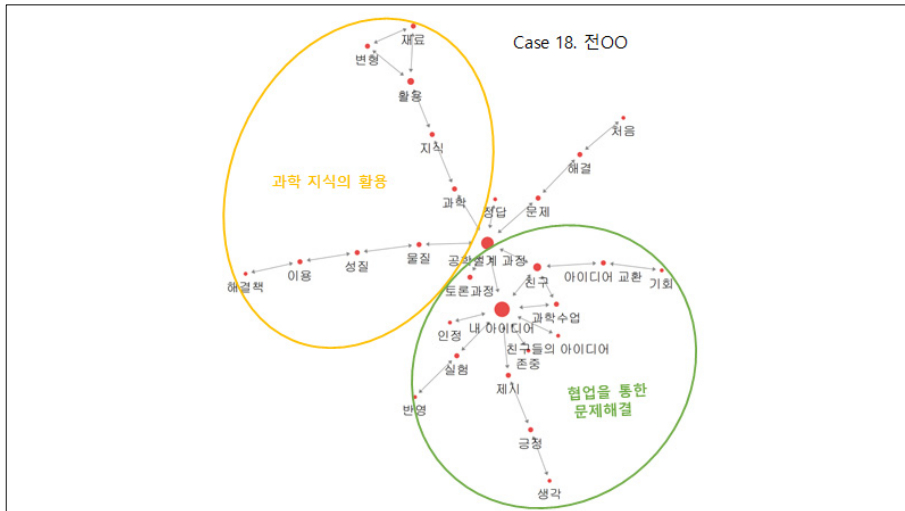 Case 18. 전OO
재료
변형
활용
처음
지식
해결
과학 지식의 활용
과학
정답
문제
공학설계 과정
물질
성질
이용
해결책
친구
아이디어 교환
기회
토론과정
과학수업
내 아이디어
인정
친구들의 아이디어
존중
실험
제시
반영
협업을 통한
문제해결
긍정
생각